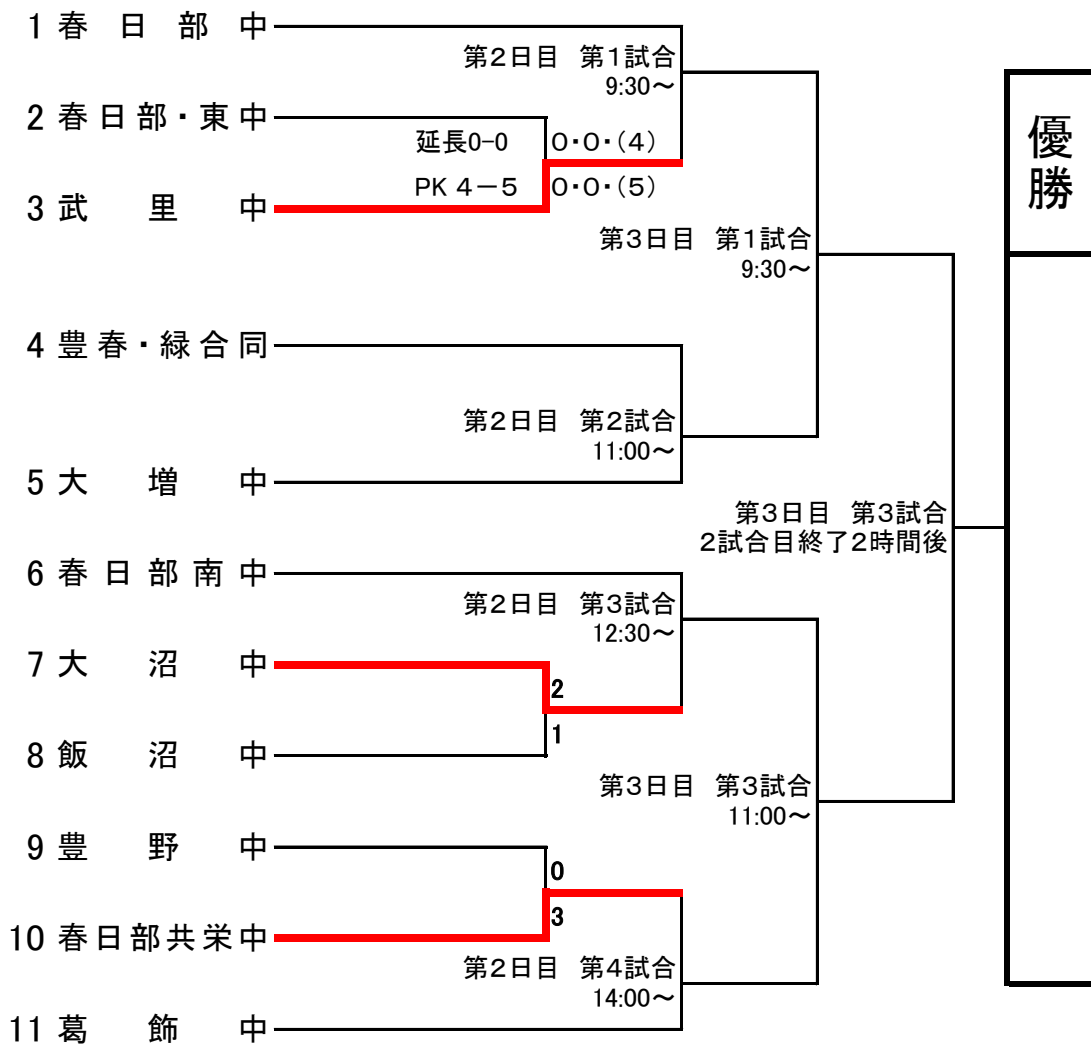 1 春日部中
第2日目 第1試合
9:30～
2 春日部・東中
延長0-0 0・0・(4)
PK 4－5 0・0・(5)
3 武里中
優勝
第3日目 第1試合
9:30～
4 豊春・緑合同
第2日目 第2試合
11:00～
5 大増中
第3日目 第3試合
2試合目終了2時間後
6 春日部南中
第2日目 第3試合
12:30～
7 大沼中
2
1
8 飯沼中
第3日目 第3試合
11:00～
9 豊野中
0
3
10 春日部共栄中
第2日目 第4試合
14:00～
11 葛飾中